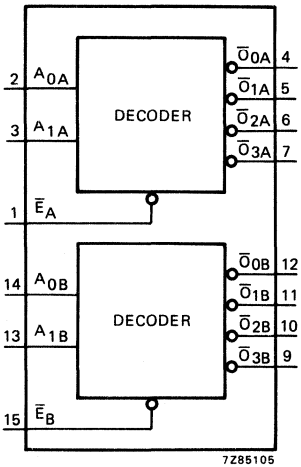 Ō0A 4
2 A0A
Ō1A 5
DECODER
Ō2A 6
3 A1A
Ō3A 7
1 ĒA
Ō0B 12
14 A0B
Ō1B 11
DECODER
Ō2B 10
13 A1B
Ō3B 9
15 ĒB
7Z85105